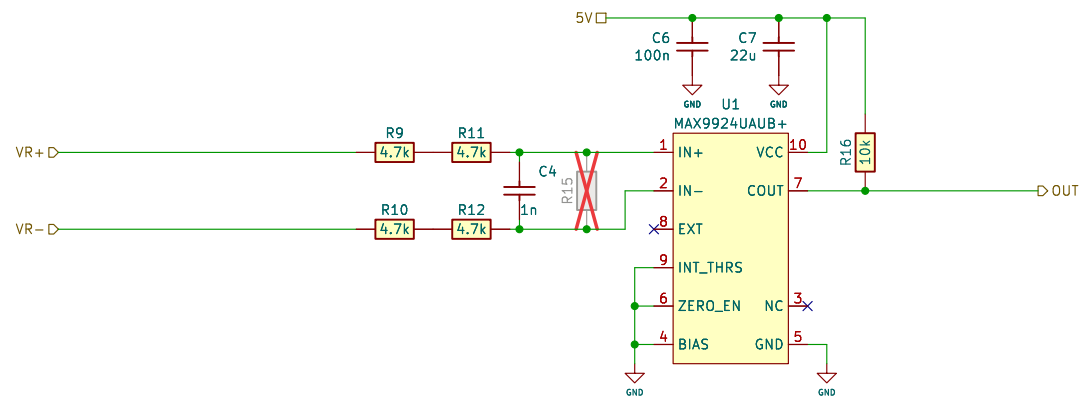 5V
C6
100n
C7
22u
GND
GND
U1
MAX9924UAUB+
R9
4.7k
R11
4.7k
VR+
C4
1n
R15
R16
10k
1
IN+
VCC
10
2
IN-
COUT
7
OUT
R10
4.7k
R12
4.7k
VR-
8
EXT
9
INT_THRS
6
ZERO_EN
NC
3
4
BIAS
GND
5
GND
GND